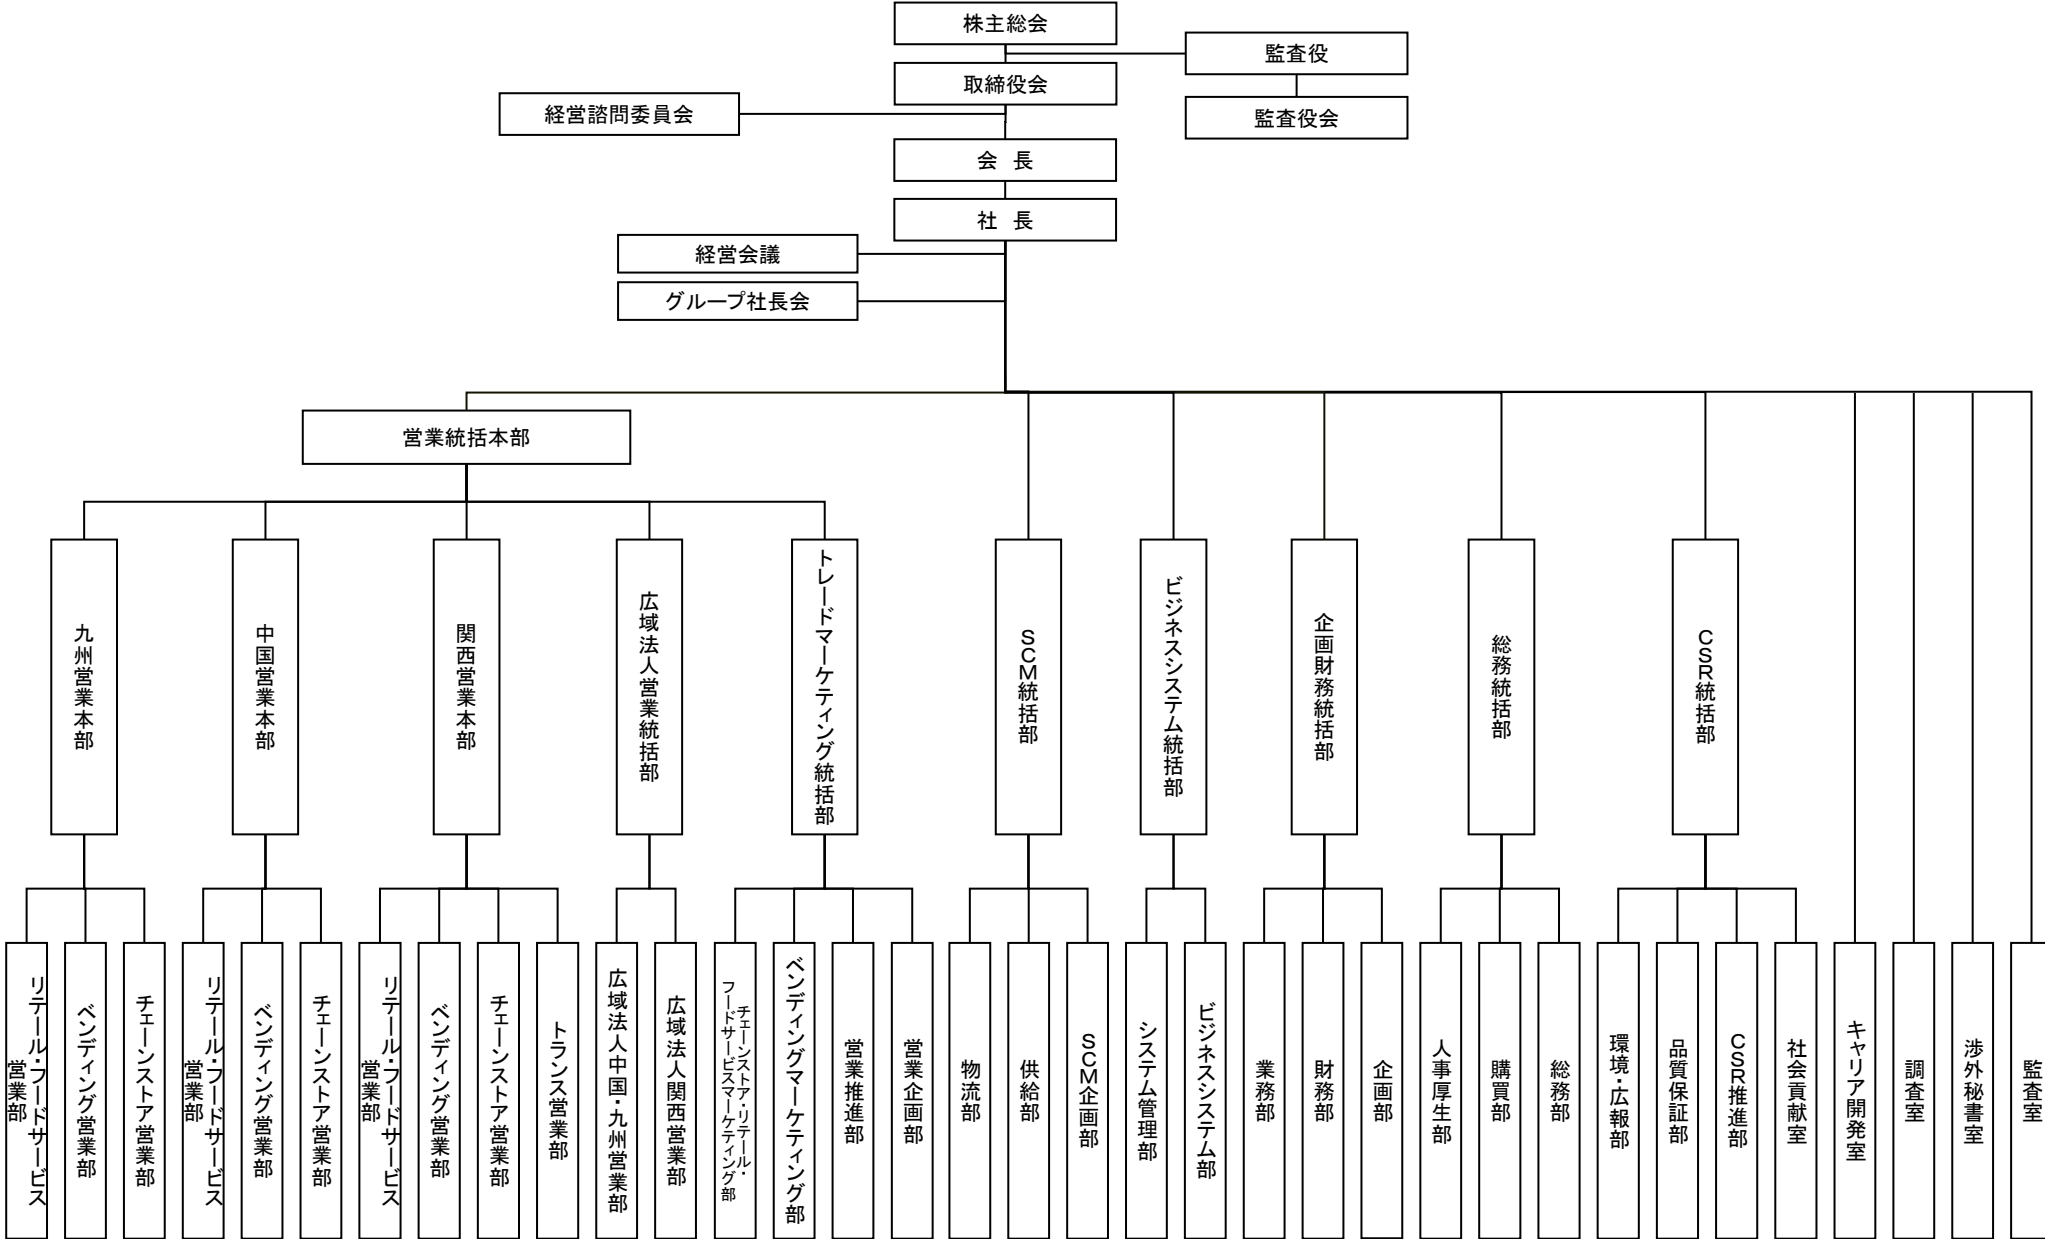 株主総会
監査役
取締役会
監査役会
経営諮問委員会
会 長
社 長
経営会議
グループ社長会
営業統括本部
九州営業本部
中国営業本部
関西営業本部
広域法人営業統括部
トレードマーケティング統括部
SCM統括部
ビジネスシステム統括部
企画財務統括部
総務統括部
CSR統括部
リテール・フードサービス
営業部
ベンディング営業部
チェーンストア営業部
リテール・フードサービス
営業部
ベンディング営業部
チェーンストア営業部
リテール・フードサービス
営業部
ベンディング営業部
チェーンストア営業部
トランス営業部
広域法人中国・九州営業部
広域法人関西営業部
チェーンストア・リテール・
フードサービスマーケティング部
ベンディングマーケティング部
営業推進部
営業企画部
物流部
供給部
SCM企画部
システム管理部
ビジネスシステム部
業務部
財務部
企画部
人事厚生部
購買部
総務部
環境・広報部
品質保証部
CSR推進部
社会貢献室
キャリア開発室
調査室
渉外秘書室
監査室